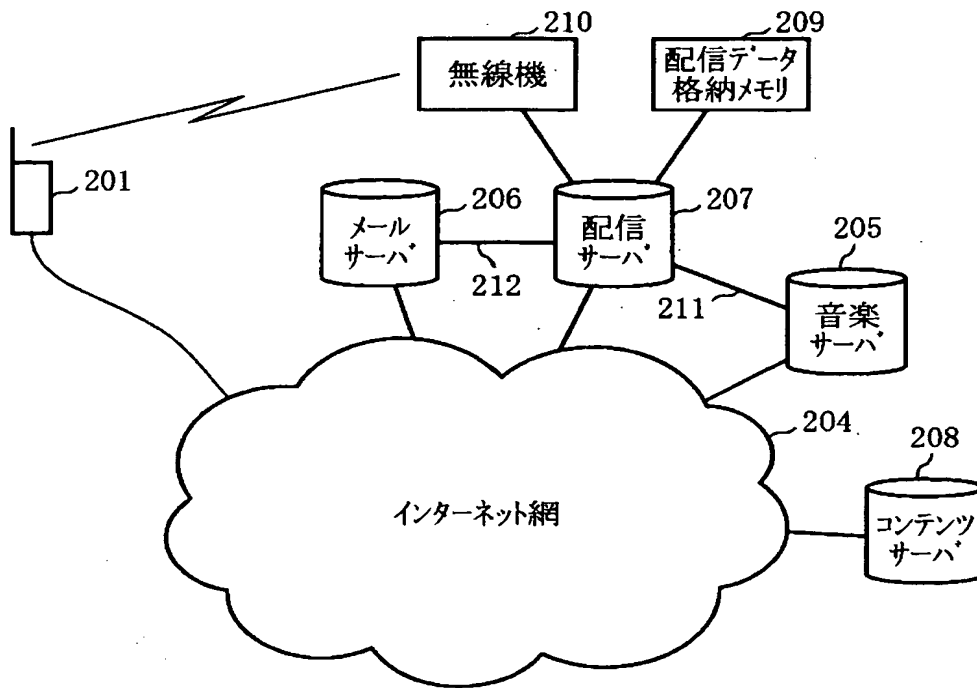 210
無線機
209
配信データ
格納メモリ
201
206
メール
サーバ
212
207
配信
サーバ
211
205
音楽
サーバ
204
インターネット網
208
コンテンツ
サーバ